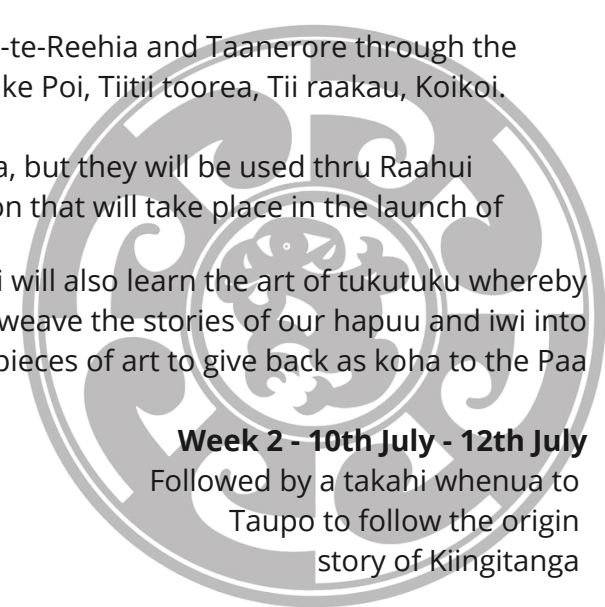 -te-Reehia and Taanerore through the
ke Poi, Tiitii toorea, Tii raakau, Koikoi.
a, but they will be used thru Raahui
on that will take place in the launch of
i will also learn the art of tukutuku whereby
weave the stories of our hapuu and iwi into
pieces of art to give back as koha to the Paa
Week 2 - 10th July - 12th July
Followed by a takahi whenua to
Taupo to follow the origin
story of Kiingitanga